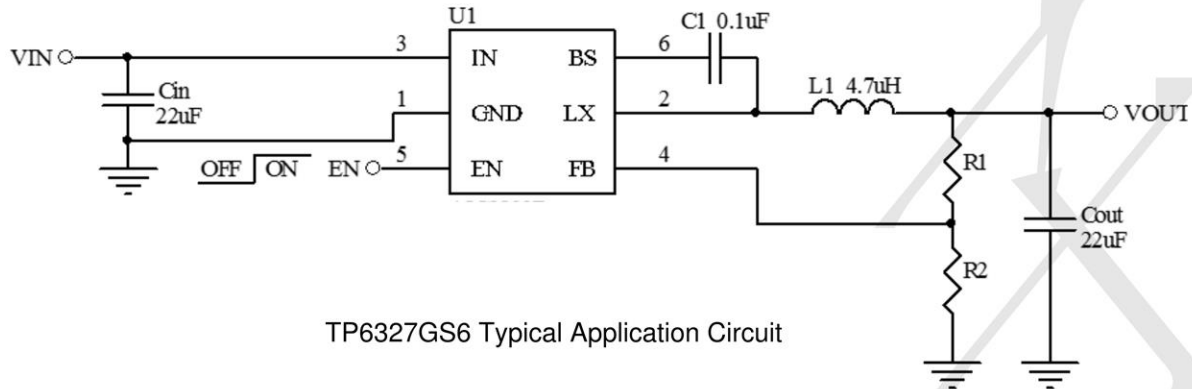 U1
C1 0.1uF
VIN
3
IN
BS
6
Cin
22uF
1
GND
LX
2
L1 4.7uH
VOUT
OFF
ON
EN
5
EN
FB
4
R1
Cout
22uF
R2
TP6327GS6 Typical Application Circuit